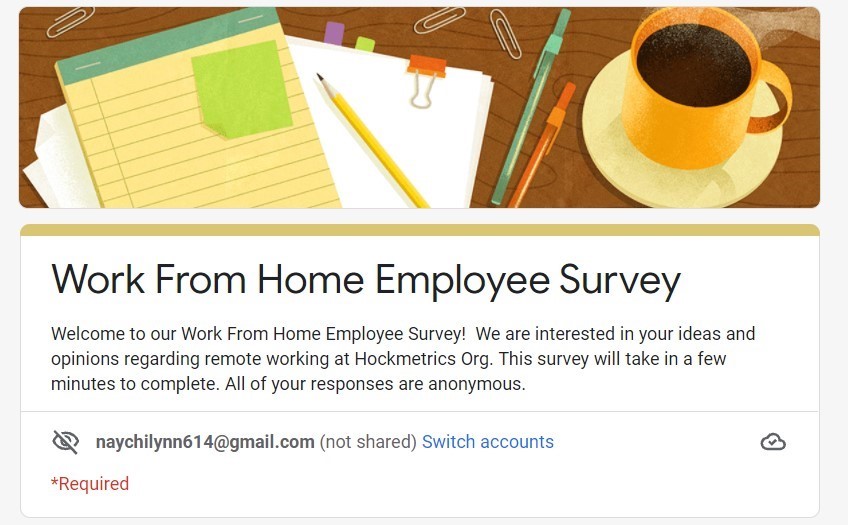 Work From Home Employee Survey
Welcome to our Work From Home Employee Survey!  We are interested in your ideas and
opinions regarding remote working at Hockmetrics Org. This survey will take in a few
minutes to complete. All of your responses are anonymous.
naychilynn614@gmail.com (not shared) Switch accounts
*Required